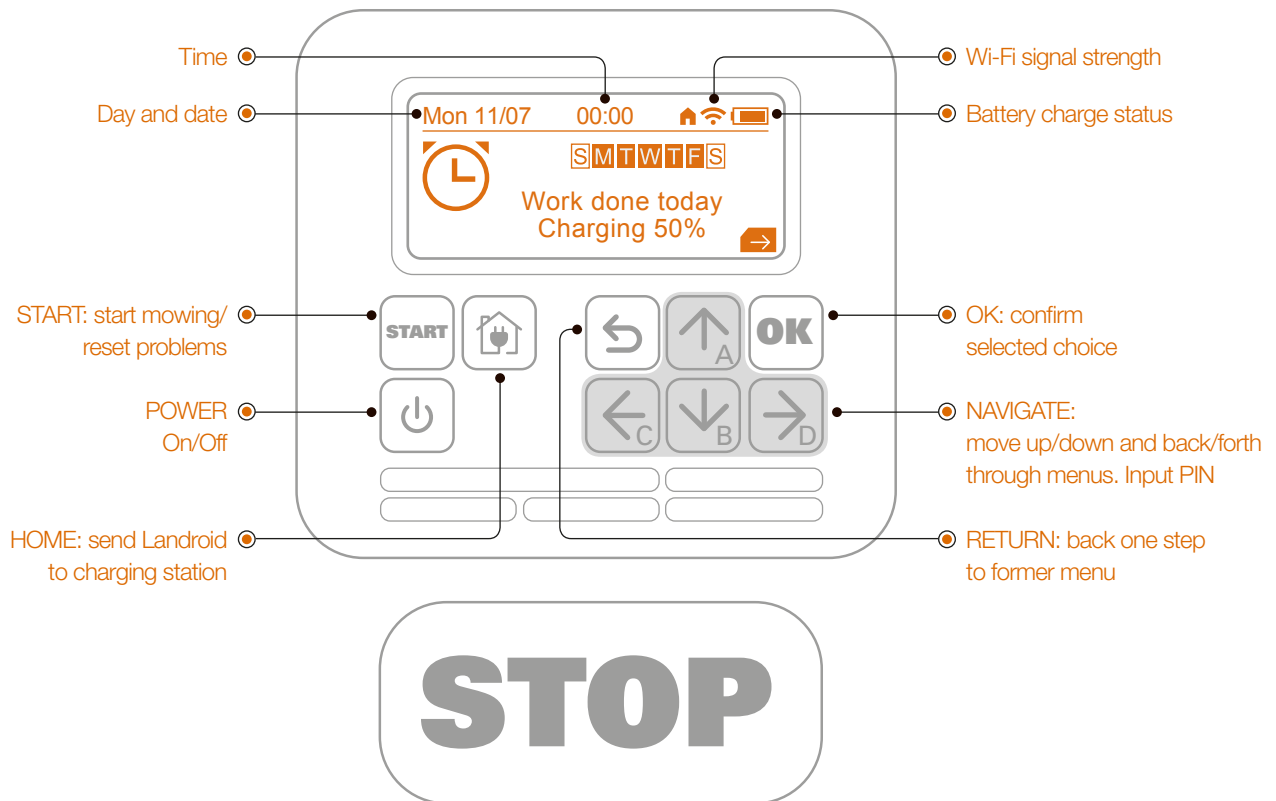 Time
Wi-Fi signal strength
Day and date
Battery charge status
Mon 11/07 00:00
S M T W T F S
Work done today
Charging 50%
START: start mowing/
reset problems
START
OK
A
OK: confirm
selected choice
POWER
On/Off
C B D
NAVIGATE:
move up/down and back/forth
through menus. Input PIN
HOME: send Landroid
to charging station
RETURN: back one step
to former menu
STOP